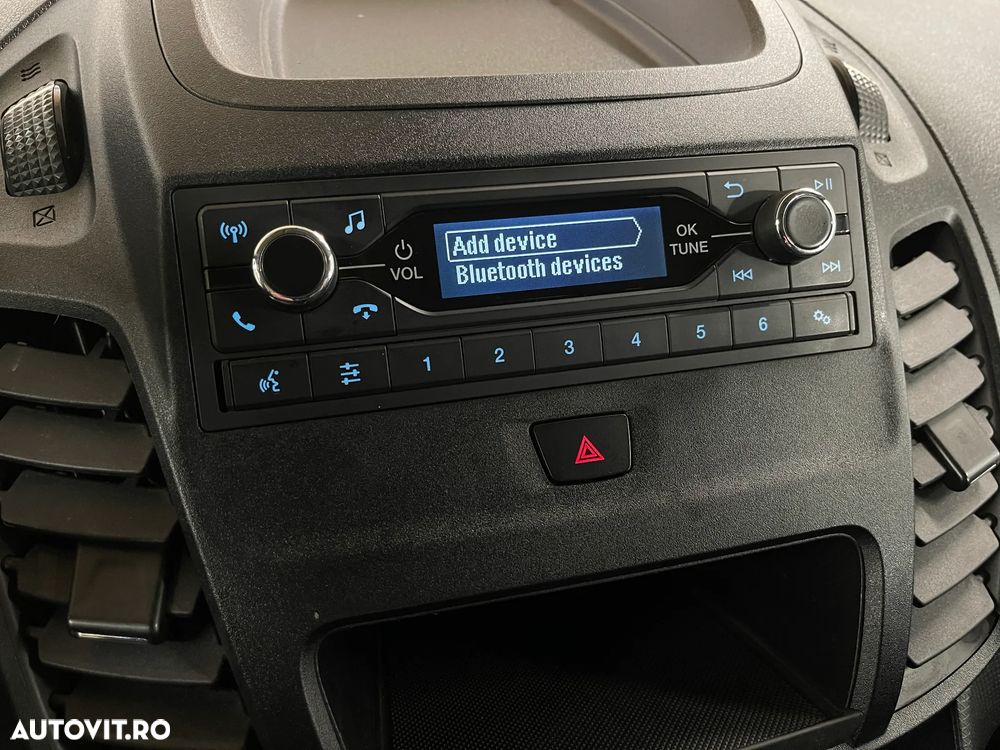 Add device
Bluetooth devices
VOL
OK
TUNE
1 2 3 4 5 6
AUTOVIT.RO